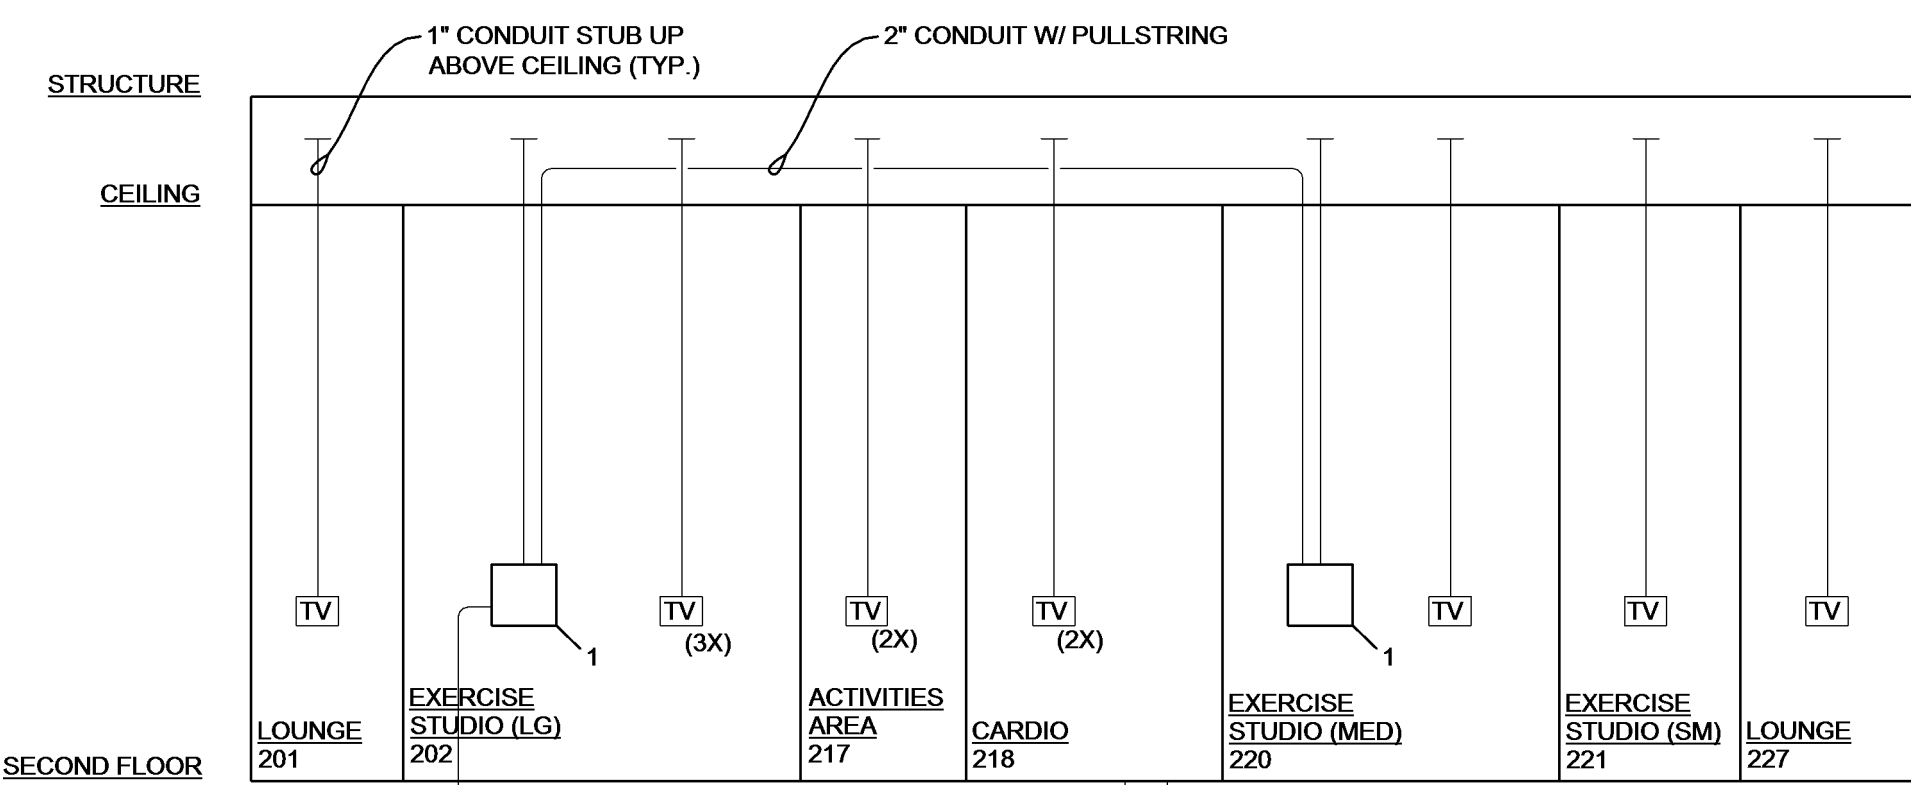 1" CONDUIT STUB UP
ABOVE CEILING (TYP.)
2" CONDUIT W/ PULLSTRING
STRUCTURE
CEILING
TV
TV
(3X)
TV
(2X)
TV
(2X)
TV
TV
TV
1
1
LOUNGE
201
EXERCISE
STUDIO (LG)
202
ACTIVITIES
AREA
217
CARDIO
218
EXERCISE
STUDIO (MED)
220
EXERCISE
STUDIO (SM)
221
LOUNGE
227
SECOND FLOOR